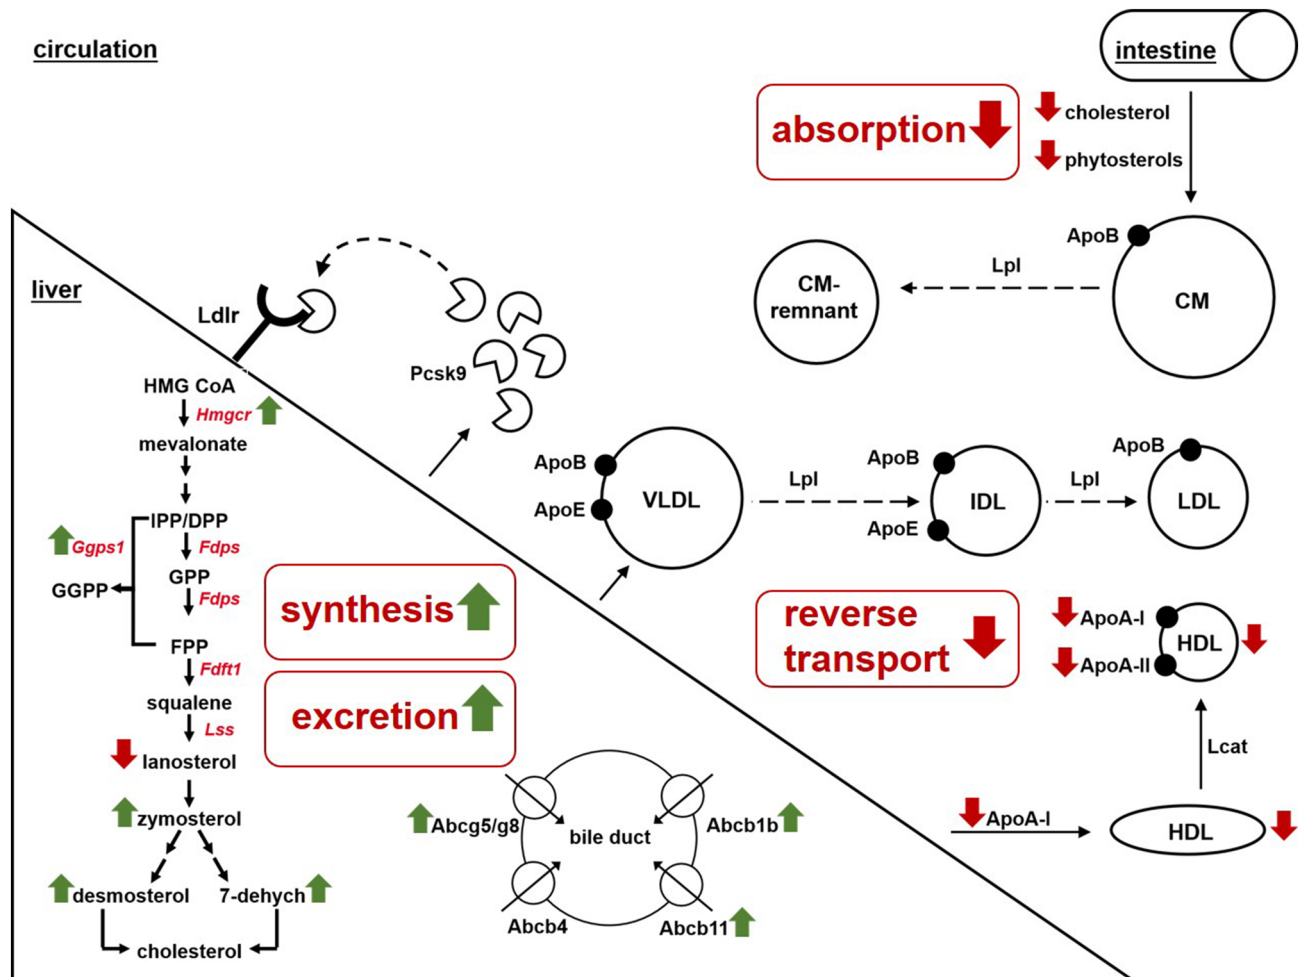 circulation
intestine
absorption
cholesterol
phytosterols
ApoB
CM
Lpl
CM-
remnant
liver
Ldlr
Pcsk9
HMG CoA
Hmgcr
mevalonate
IPP/DPP
Ggps1
Fdps
GPP
GGPP
Fdps
FPP
Fdft1
squalene
Lss
lanosterol
zymosterol
desmosterol
7-dehych
cholesterol
synthesis
excretion
Abcg5/g8
Abcb1b
bile duct
Abcb4
Abcb11
ApoB
ApoE
VLDL
Lpl
ApoB
ApoE
IDL
Lpl
ApoB
LDL
reverse
transport
ApoA-I
ApoA-II
HDL
Lcat
ApoA-I
HDL